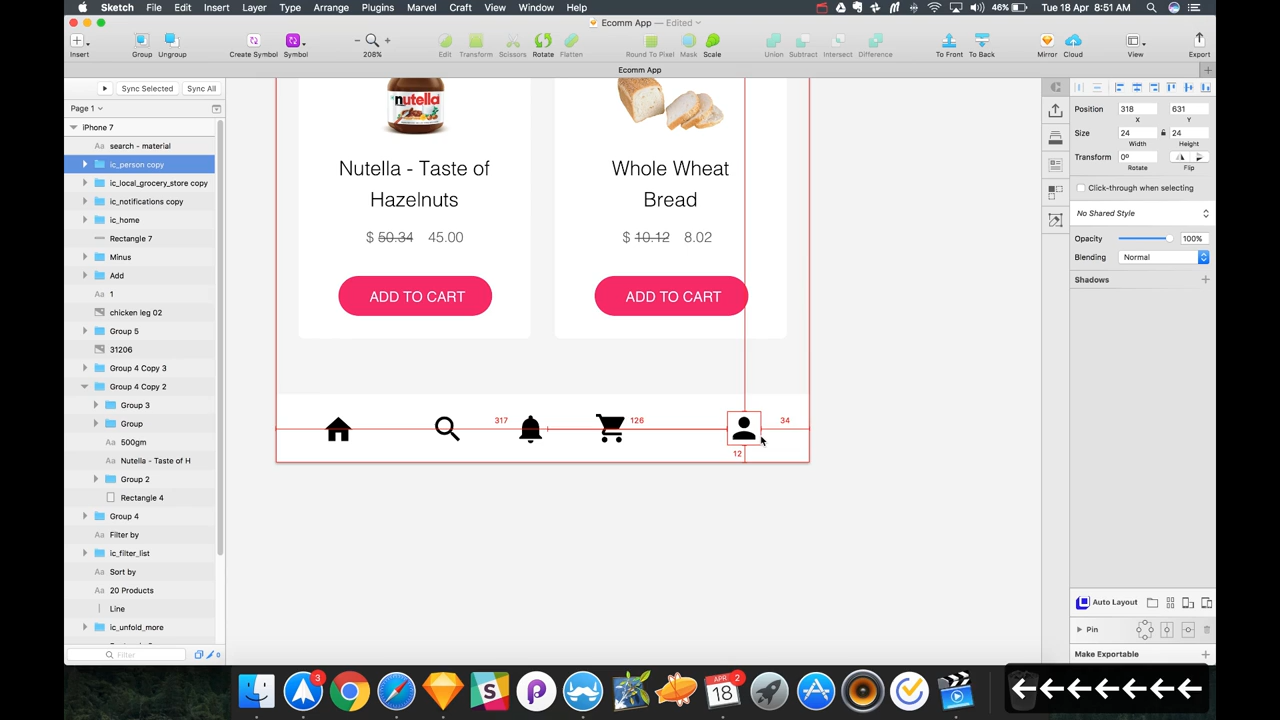 Sketch File Edit Insert Layer Type Arrange Plugins Marvel Craft View Window Help 46% Tue 18 Apr 8:51 AM
Ecomm App — Edited
208%
Insert Group Ungroup Create Symbol Symbol Edit Transform Scissors Rotate Flatten Round To Pixel Mask Scale Union Subtract Intersect Difference To Front To Back Mirror Cloud View Export
Ecomm App
Sync Selected Sync All
Page 1
iPhone 7
search - material
ic_person copy
ic_local_grocery_store copy
ic_notifications copy
ic_home
Rectangle 7
Minus
Add
Aa 1
chicken leg 02
Group 5
31206
Group 4 Copy 3
Group 4 Copy 2
Group 3
Group
Aa 500gm
Aa Nutella - Taste of H
Group 2
Rectangle 4
Group 4
Aa Filter by
ic_filter_list
Aa Sort by
Aa 20 Products
Line
ic_unfold_more
Filter
0
nutella
Nutella - Taste of
Hazelnuts
$ 50.34 45.00
ADD TO CART
Whole Wheat
Bread
$ 10.12 8.02
ADD TO CART
317 126 34
12
Position 318 631
X Y
Size 24 24
Width Height
Transform 0º
Rotate Flip
Click-through when selecting
No Shared Style
Opacity 100%
Blending Normal
Shadows
Auto Layout
Pin
Make Exportable
3
APR 2
18
←←←←←←←